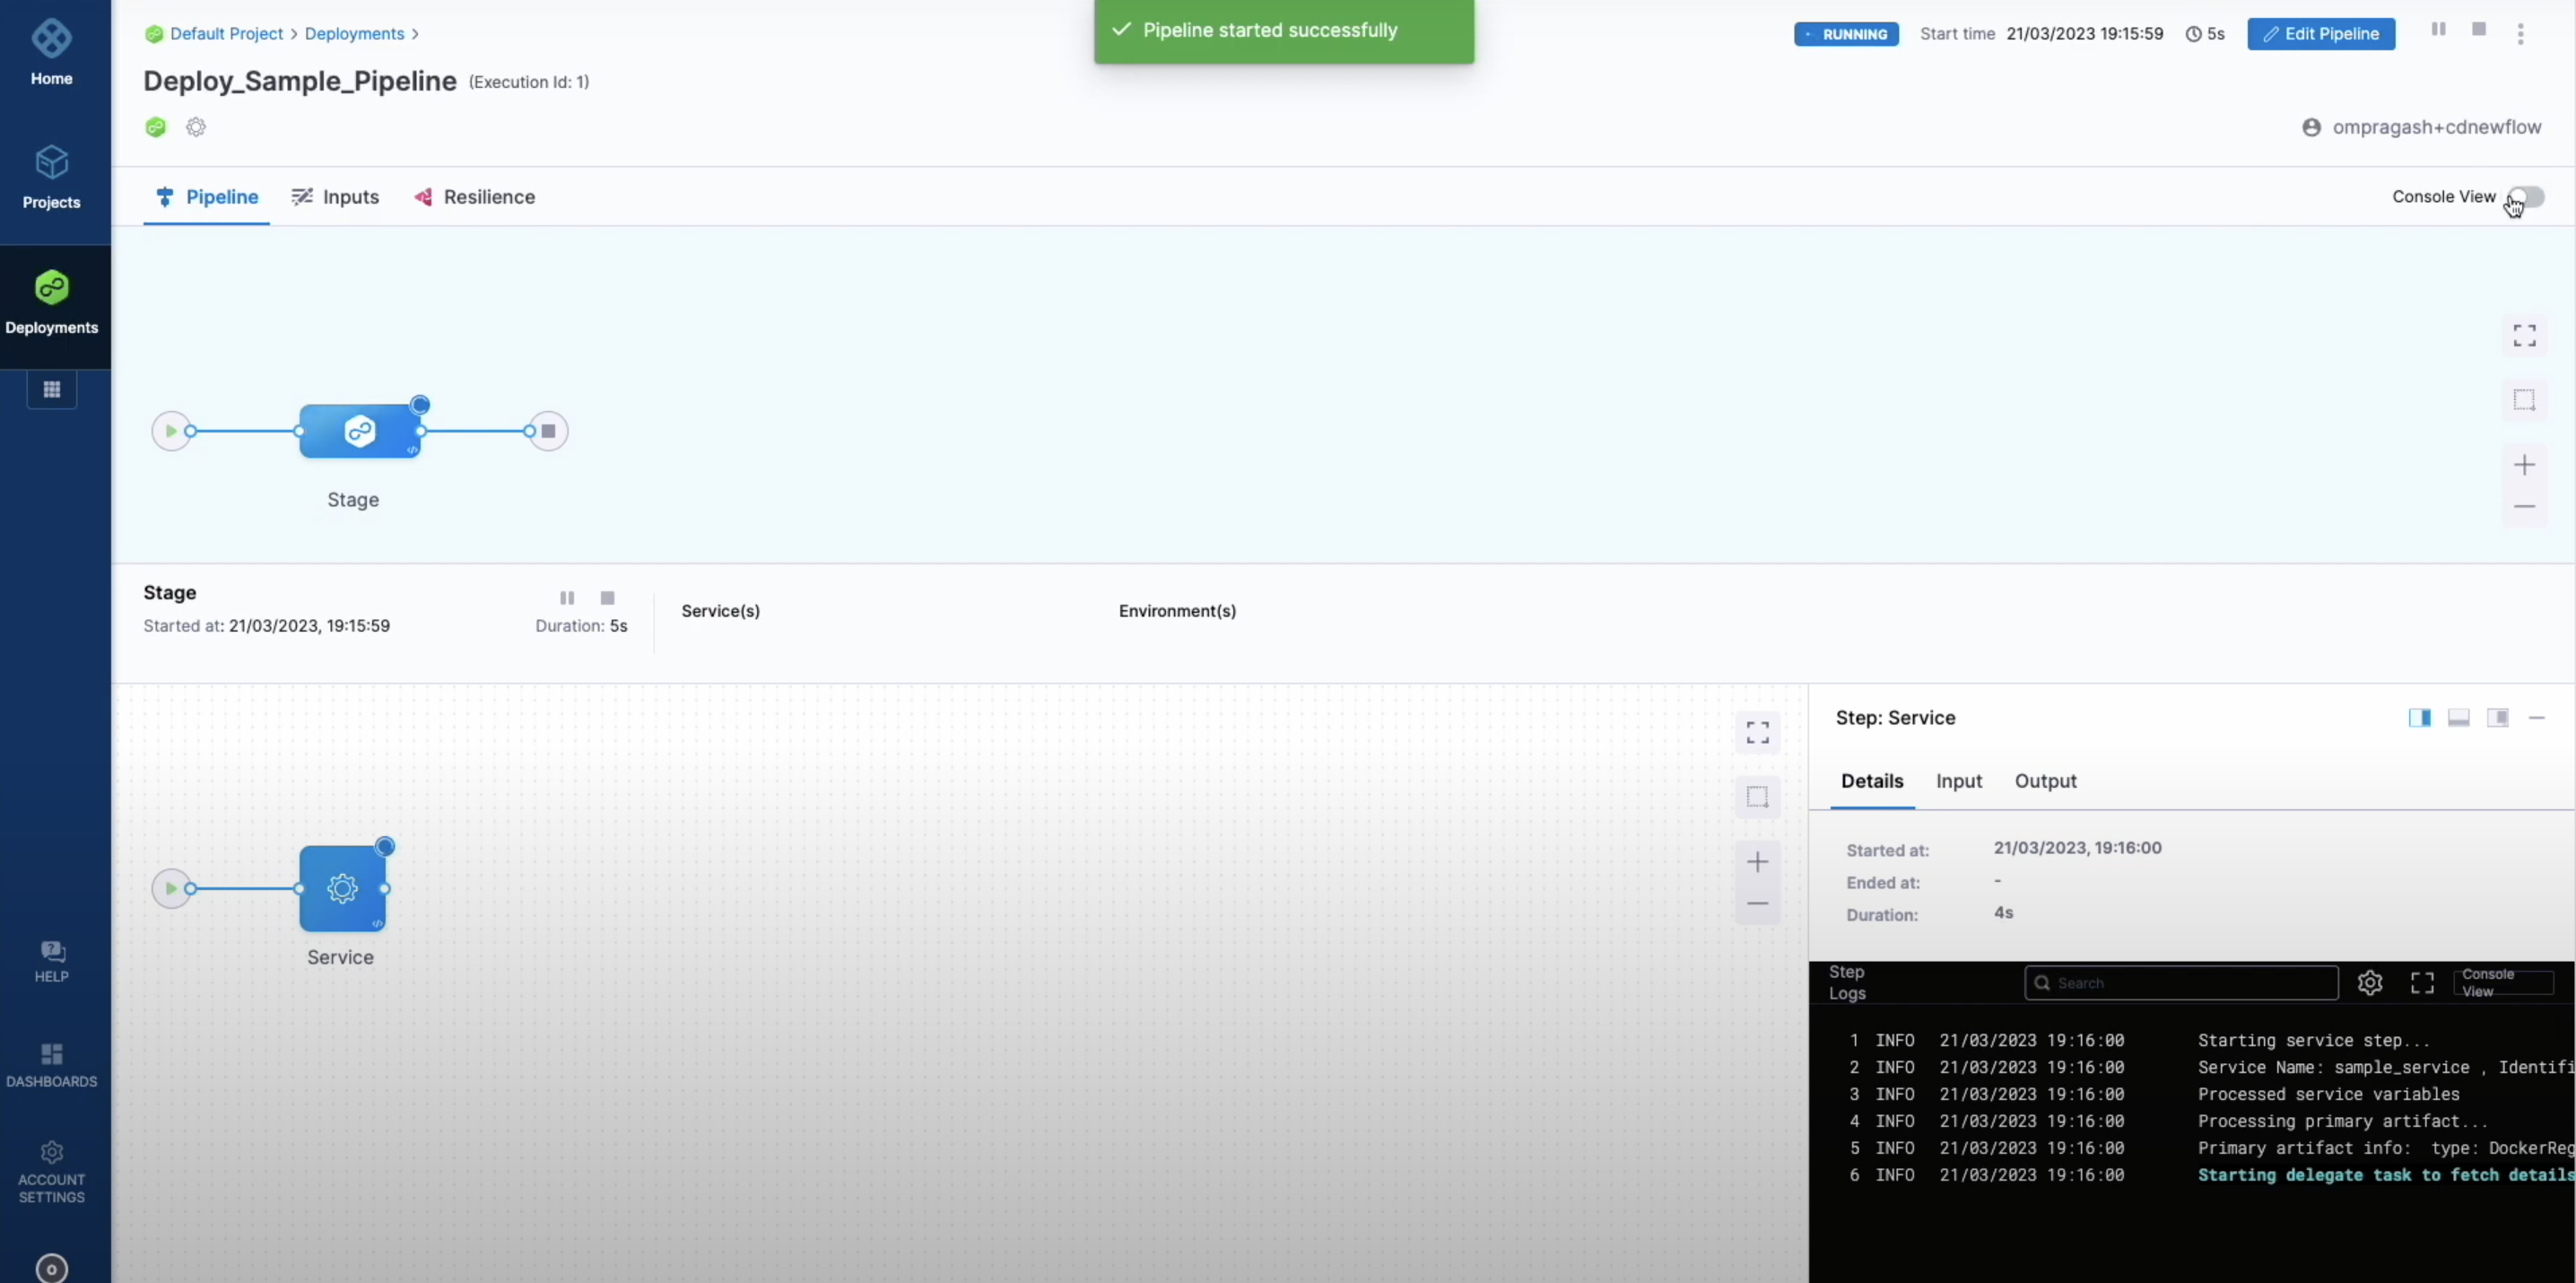 Home
Projects
Deployments
HELP
DASHBOARDS
ACCOUNT
SETTINGS
o
Default Project > Deployments >
Pipeline started successfully
RUNNING Start time 21/03/2023 19:15:59 5s Edit Pipeline
Deploy_Sample_Pipeline (Execution Id: 1)
ompragash+cdnewflow
Pipeline Inputs Resilience
Console View
Stage
Stage
Started at: 21/03/2023, 19:15:59
Duration: 5s
Service(s)
Environment(s)
Service
Step: Service
Details Input Output
Started at: 21/03/2023, 19:16:00
Ended at: -
Duration: 4s
Step
Logs
Search
Console
View
1 INFO 21/03/2023 19:16:00 Starting service step...
2 INFO 21/03/2023 19:16:00 Service Name: sample_service , Identifi
3 INFO 21/03/2023 19:16:00 Processed service variables
4 INFO 21/03/2023 19:16:00 Processing primary artifact...
5 INFO 21/03/2023 19:16:00 Primary artifact info: type: DockerReg
6 INFO 21/03/2023 19:16:00 Starting delegate task to fetch details